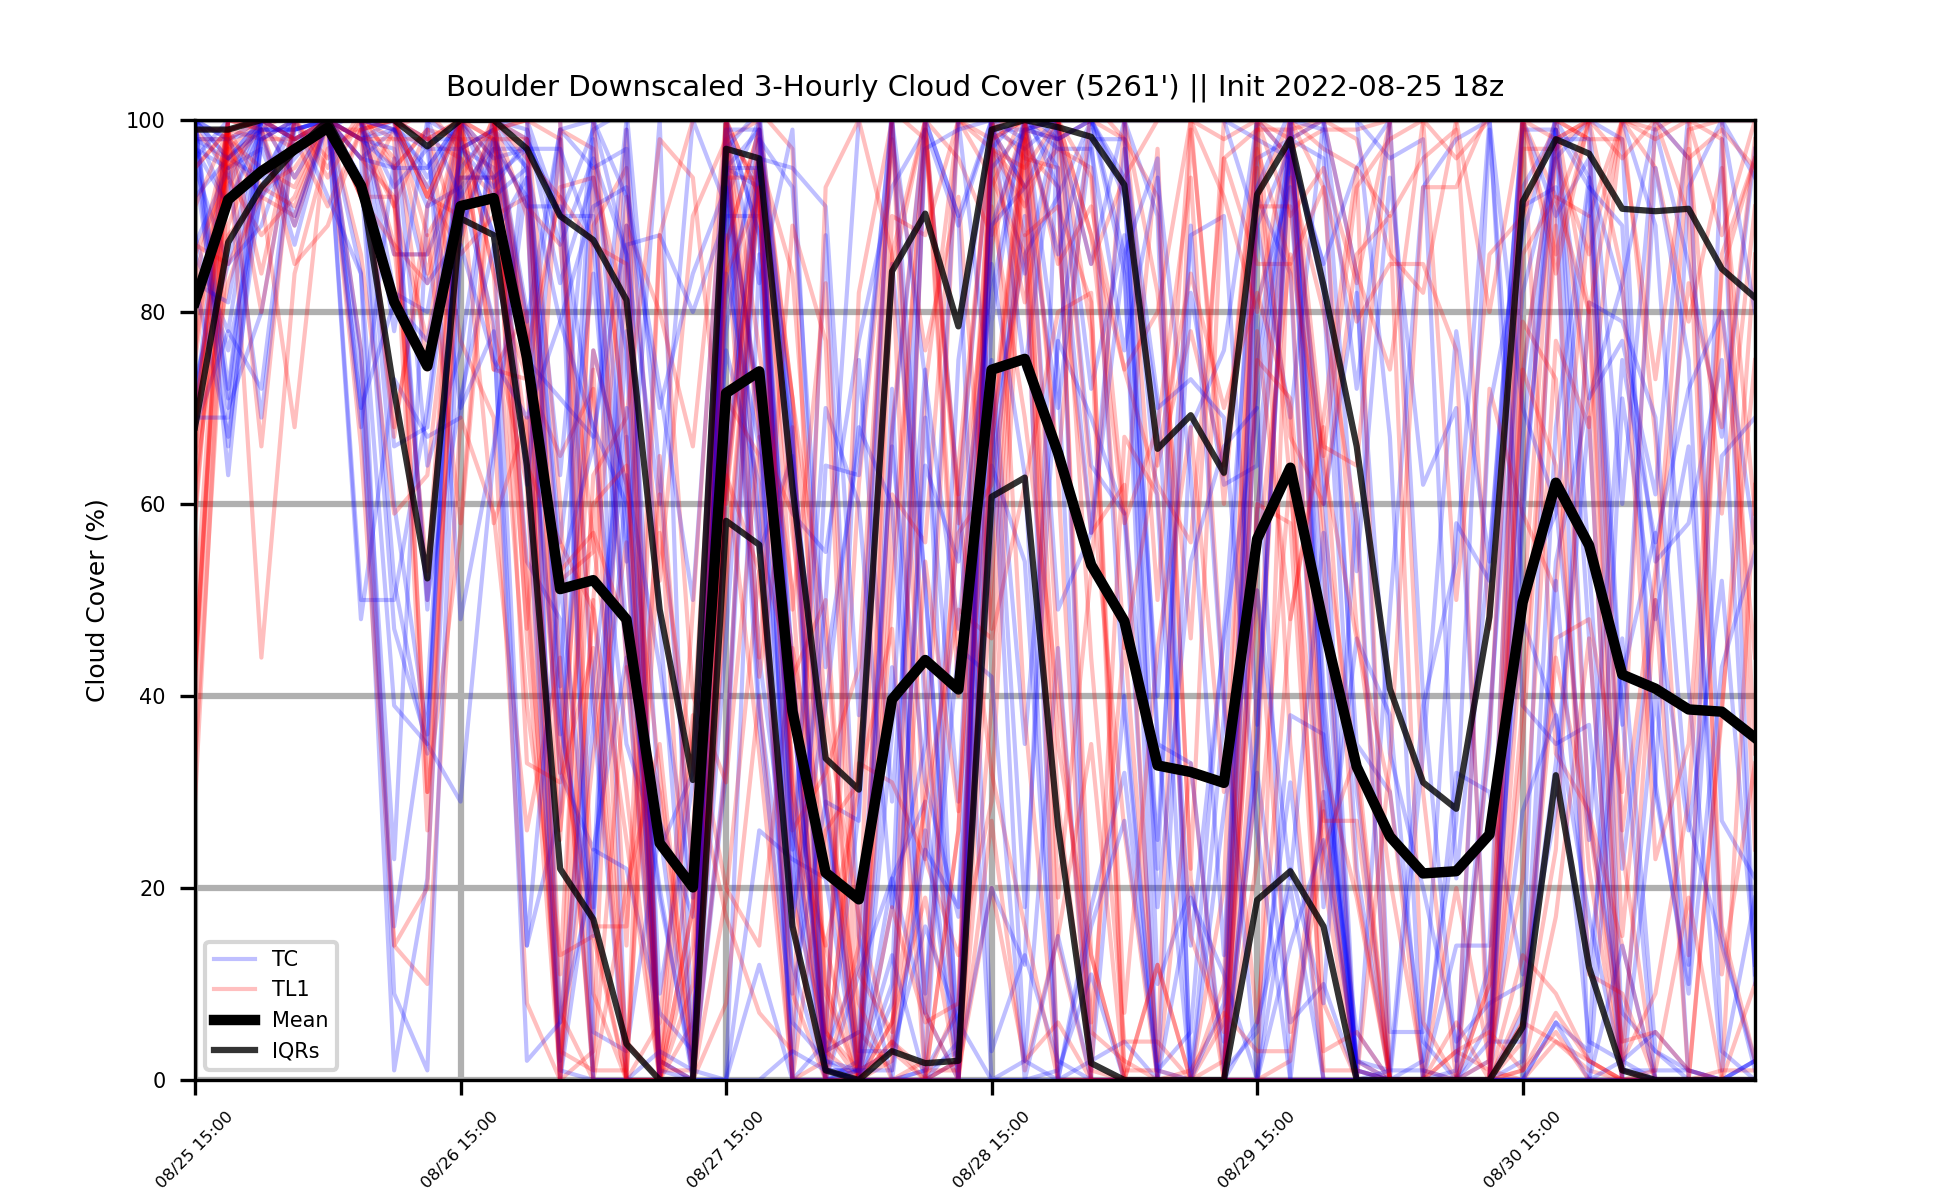 Boulder Downscaled 3-Hourly Cloud Cover (5261') || Init 2022-08-25 18z
Cloud Cover (%)
100
80
60
40
20
0
TC
TL1
Mean
IQRs
08/25 15:00
08/26 15:00
08/27 15:00
08/28 15:00
08/29 15:00
08/30 15:00